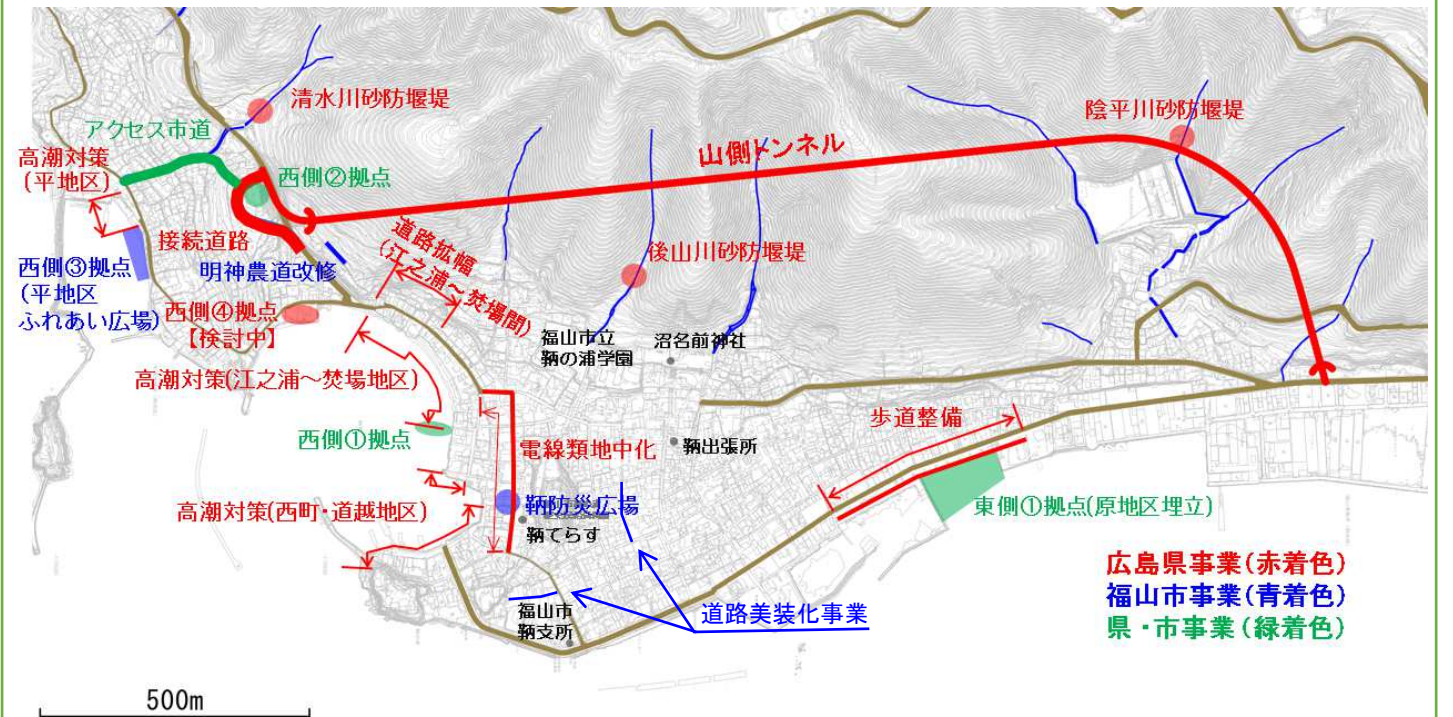 清水川砂防堰堤
陰平川砂防堰堤
アクセス市道
高潮対策
(平地区)
山側トンネル
西側②拠点
接続道路
道路拡幅
(江之浦～焚場間)
後山川砂防堰堤
明神農道改修
西側③拠点
(平地区
ふれあい広場)
西側④拠点
【検討中】
福山市立
鞆の浦学園
沼名前神社
高潮対策(江之浦～焚場地区)
歩道整備
西側①拠点
電線類地中化
鞆出張所
高潮対策(西町・道越地区)
鞆防災広場
鞆てらす
東側①拠点(原地区埋立)
広島県事業(赤着色)
福山市事業(青着色)
県・市事業(緑着色)
道路美装化事業
福山市
鞆支所
500m